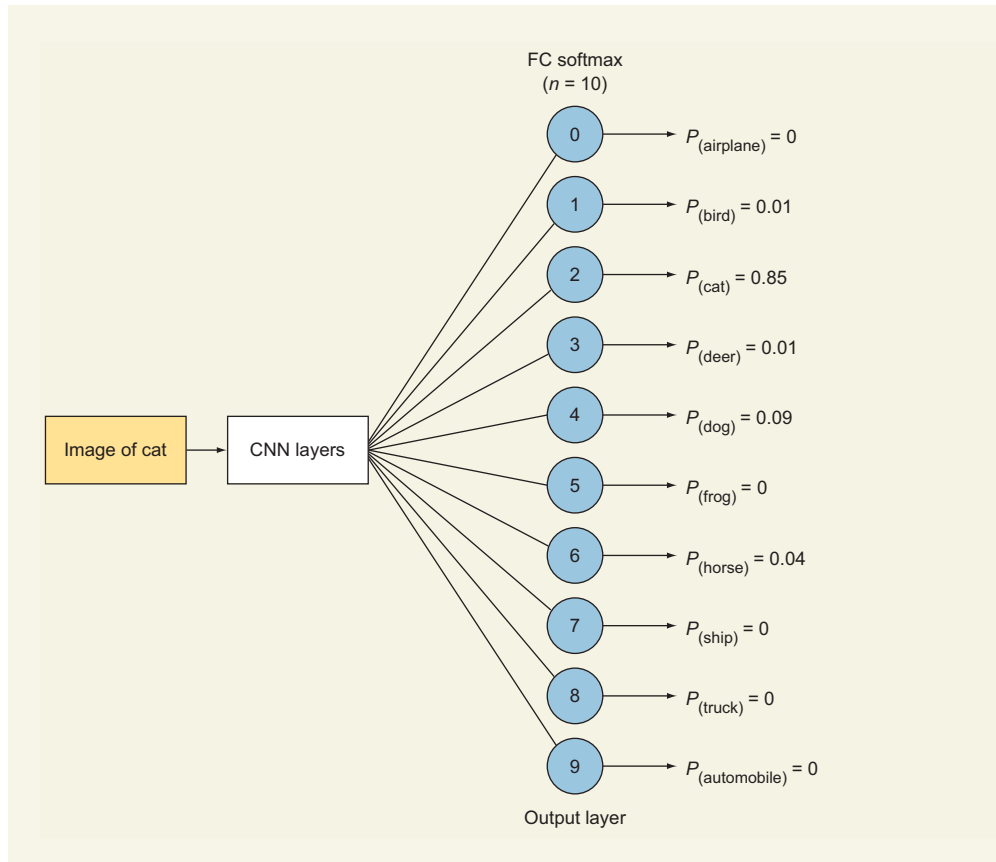 FC softmax
(n = 10)
0
P(airplane) = 0
1
P(bird) = 0.01
2
P(cat) = 0.85
3
P(deer) = 0.01
4
P(dog) = 0.09
Image of cat
CNN layers
5
P(frog) = 0
6
P(horse) = 0.04
7
P(ship) = 0
8
P(truck) = 0
9
P(automobile) = 0
Output layer